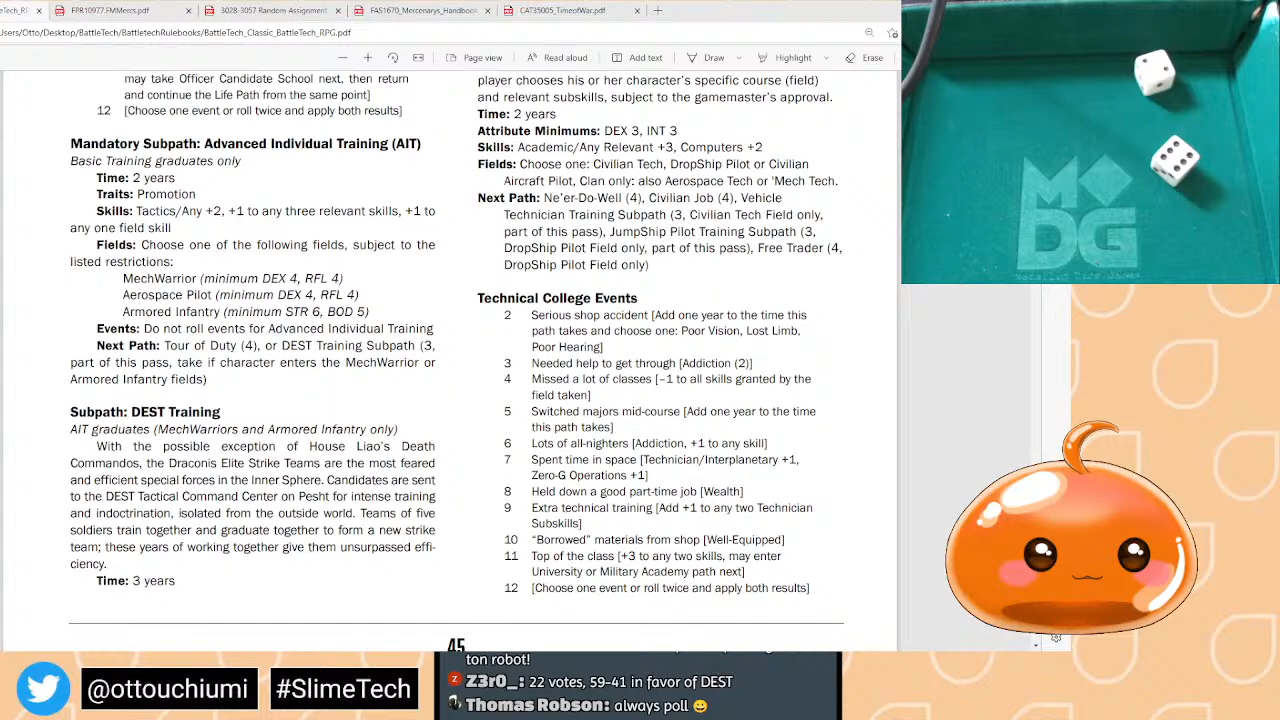 ech_RP
FPR10977.FMMercs.pdf
3028-3057 Random Assignment
FAS1670_Mercenarys_Handbook
CAT35005_TimeofWar.pdf
Jsers/Otto/Desktop/BattleTech/BattletechRulebooks/BattleTech_Classic_BattleTech_RPG.pdf
Page view
Read aloud
Add text
Draw
Highlight
Erase
may take Officer Candidate School next, then return
and continue the Life Path from the same point]
12 [Choose one event or roll twice and apply both results]
Mandatory Subpath: Advanced Individual Training (AIT)
Basic Training graduates only
Time: 2 years
Traits: Promotion
Skills: Tactics/Any +2, +1 to any three relevant skills, +1 to
any one field skill
Fields: Choose one of the following fields, subject to the
listed restrictions:
MechWarrior (minimum DEX 4, RFL 4)
Aerospace Pilot (minimum DEX 4, RFL 4)
Armored Infantry (minimum STR 6, BOD 5)
Events: Do not roll events for Advanced Individual Training
Next Path: Tour of Duty (4), or DEST Training Subpath (3,
part of this pass, take if character enters the MechWarrior or
Armored Infantry fields)
Subpath: DEST Training
AIT graduates (MechWarriors and Armored Infantry only)
With the possible exception of House Liao's Death
Commandos, the Draconis Elite Strike Teams are the most feared
and efficient special forces in the Inner Sphere. Candidates are sent
to the DEST Tactical Command Center on Pesht for intense training
and indoctrination, isolated from the outside world. Teams of five
soldiers train together and graduate together to form a new strike
team; these years of working together give them unsurpassed effi-
ciency.
Time: 3 years
player chooses his or her character's specific course (field)
and relevant subskills, subject to the gamemaster's approval.
Time: 2 years
Attribute Minimums: DEX 3, INT 3
Skills: Academic/Any Relevant +3, Computers +2
Fields: Choose one: Civilian Tech, DropShip Pilot or Civilian
Aircraft Pilot, Clan only: also Aerospace Tech or 'Mech Tech.
Next Path: Ne'er-Do-Well (4), Civilian Job (4), Vehicle
Technician Training Subpath (3, Civilian Tech Field only,
part of this pass), JumpShip Pilot Training Subpath (3,
DropShip Pilot Field only, part of this pass), Free Trader (4,
DropShip Pilot Field only)
Technical College Events
2 Serious shop accident [Add one year to the time this
path takes and choose one: Poor Vision, Lost Limb,
Poor Hearing]
3 Needed help to get through [Addiction (2)]
4 Missed a lot of classes [–1 to all skills granted by the
field taken]
5 Switched majors mid-course [Add one year to the time
this path takes]
6 Lots of all-nighters [Addiction, +1 to any skill]
7 Spent time in space [Technician/Interplanetary +1,
Zero-G Operations +1]
8 Held down a good part-time job [Wealth]
9 Extra technical training [Add +1 to any two Technician
Subskills]
10 “Borrowed” materials from shop [Well-Equipped]
11 Top of the class [+3 to any two skills, may enter
University or Military Academy path next]
12 [Choose one event or roll twice and apply both results]
45
MDG
Metallic Dice Games
@ottouchiumi
#SlimeTech
ton robot!
Z Z3r0_: 22 votes, 59-41 in favor of DEST
Thomas Robson: always poll